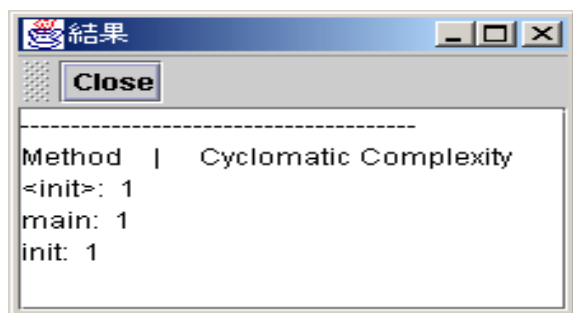 結果
Close
---------------------------------------
Method | Cyclomatic Complexity
<init>: 1
main: 1
init: 1